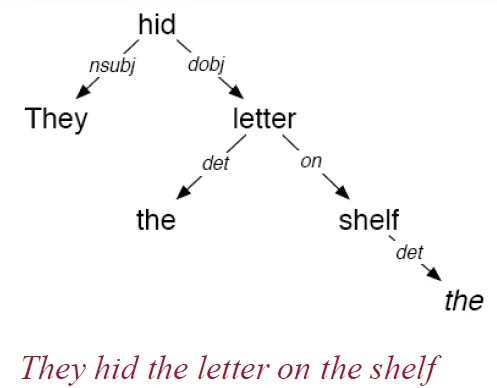 hid
nsubj dobj
They letter
det on
the shelf
det
the
They hid the letter on the shelf